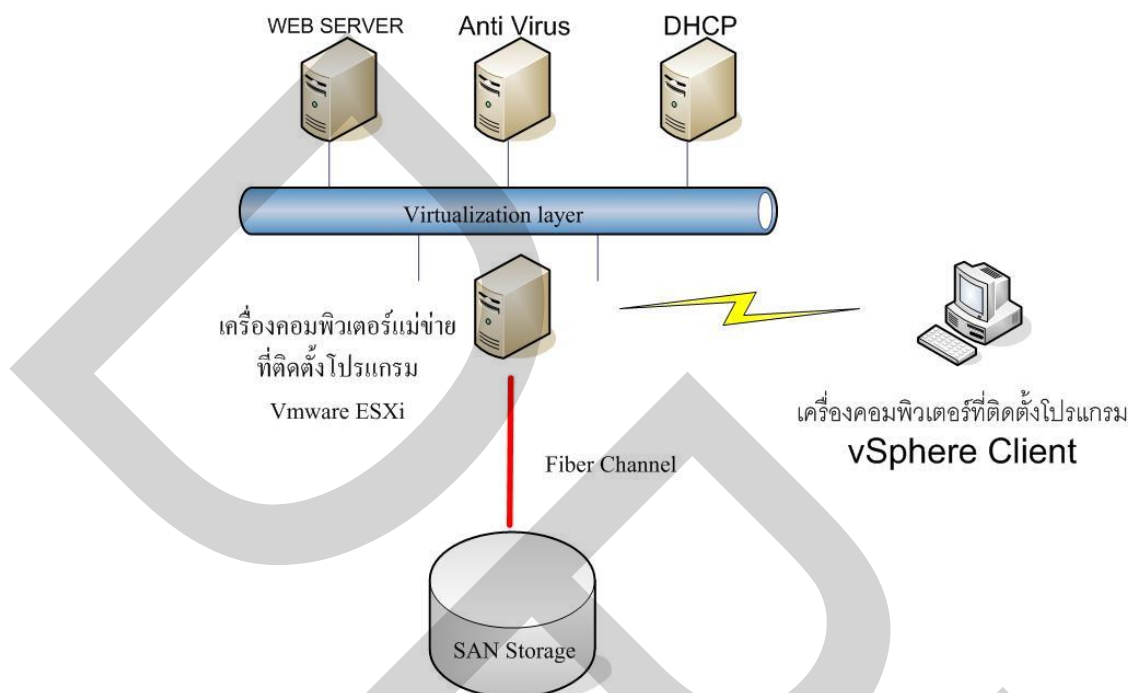 WEB SERVER
Anti Virus
DHCP
Virtualization layer
เครื่องคอมพิวเตอร์แม่ข่าย
ที่ติดตั้งโปรแกรม
Vmware ESXi
เครื่องคอมพิวเตอร์ที่ติดตั้งโปรแกรม
vSphere Client
Fiber Channel
SAN Storage